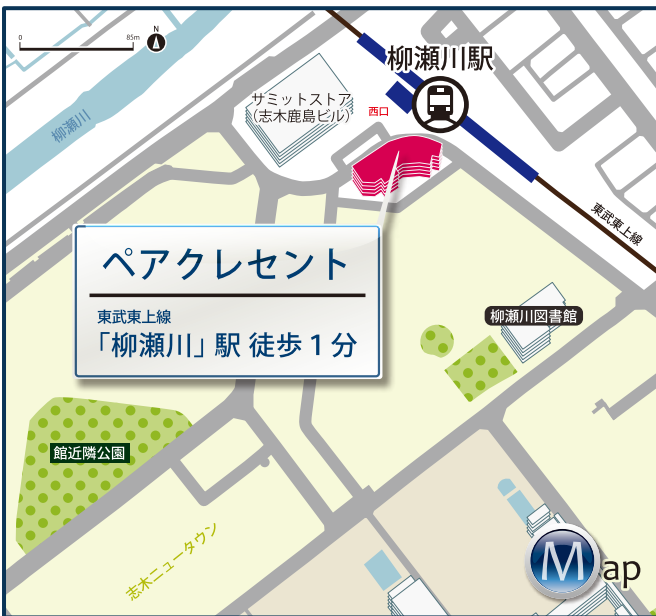 0
85m
N
柳瀬川駅
サミットストア
(志木鹿島ビル)
西口
柳瀬川
東武東上線
ペアクレセント
東武東上線
「柳瀬川」駅 徒歩1分
柳瀬川図書館
館近隣公園
志木ニュータウン
Map